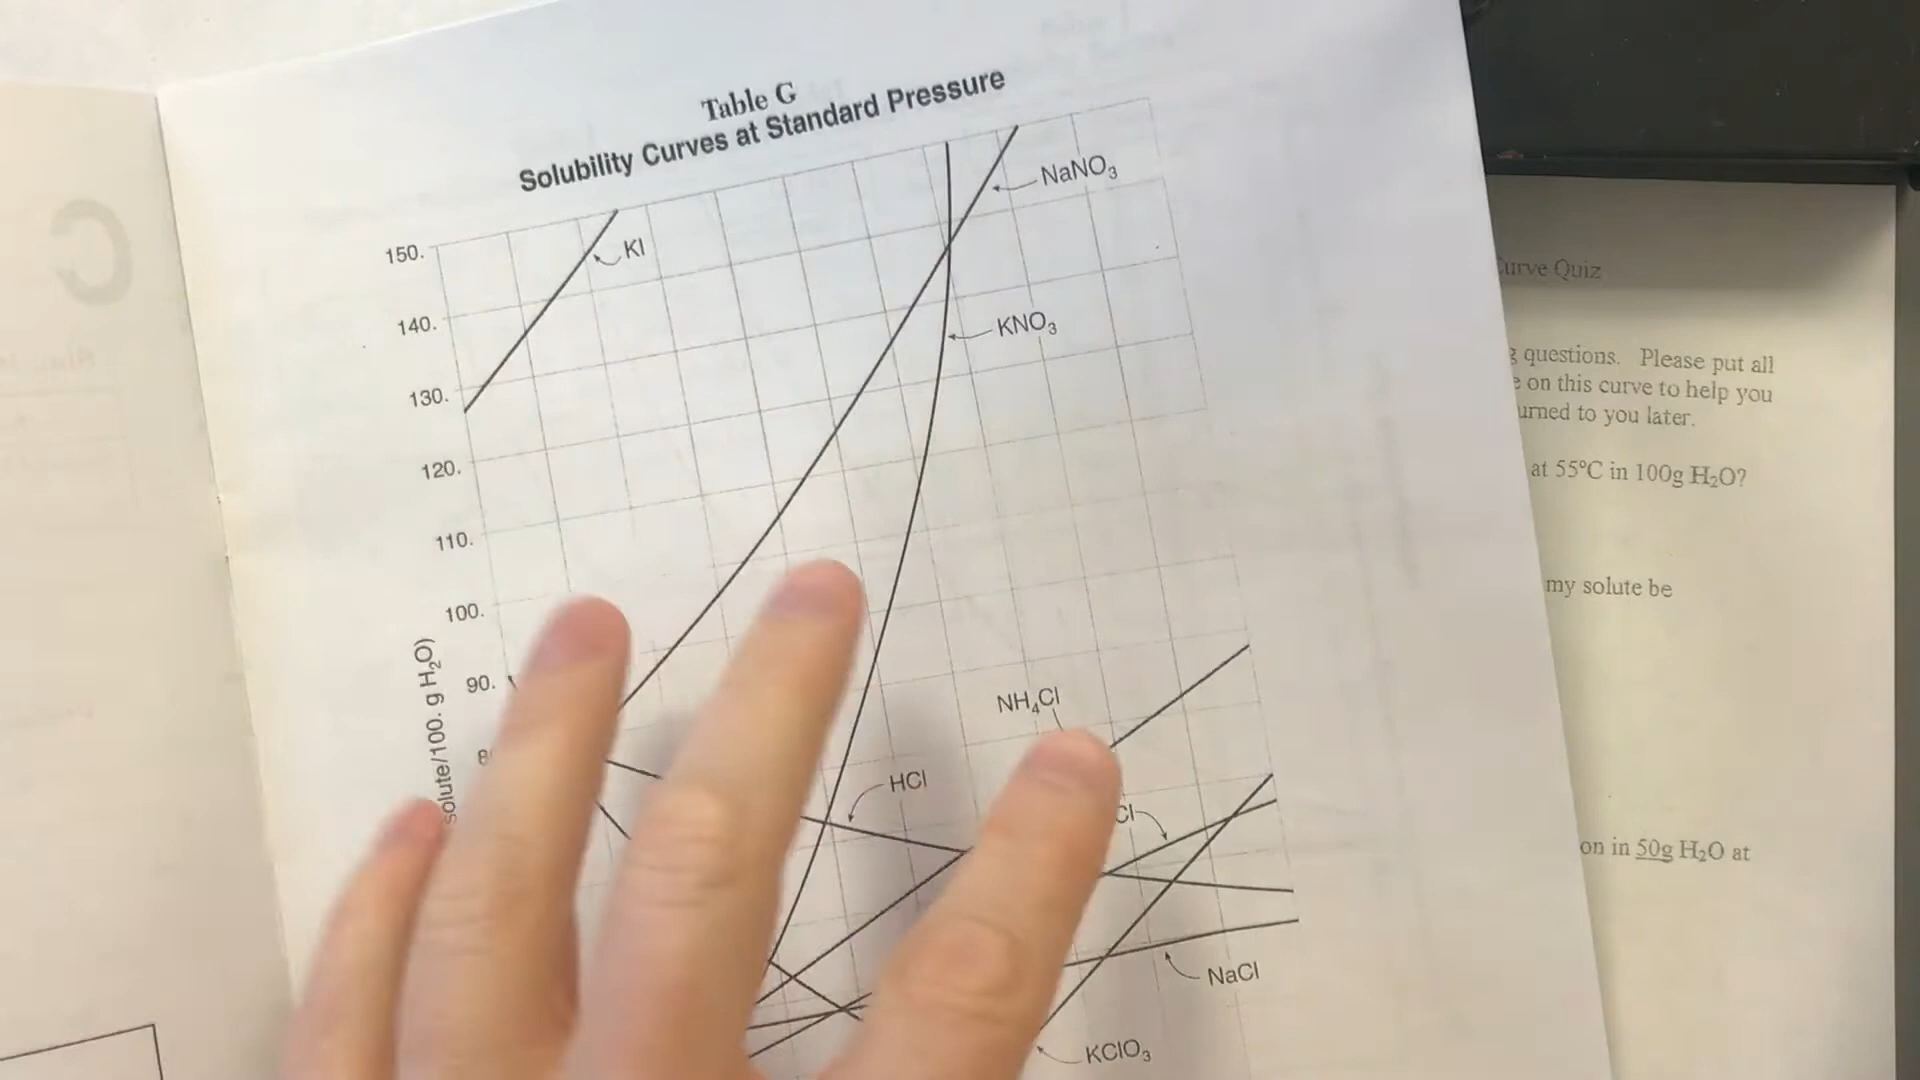 Table G
Solubility Curves at Standard Pressure
150.
140.
130.
120.
110.
100.
90.
solute/100. g H₂O)
KI
NaNO₃
KNO₃
NH₄Cl
HCl
NaCl
KClO₃
Curve Quiz
questions. Please put all
on this curve to help you
to you later.
at 55°C in 100g H₂O?
my solute be
on in 50g H₂O at